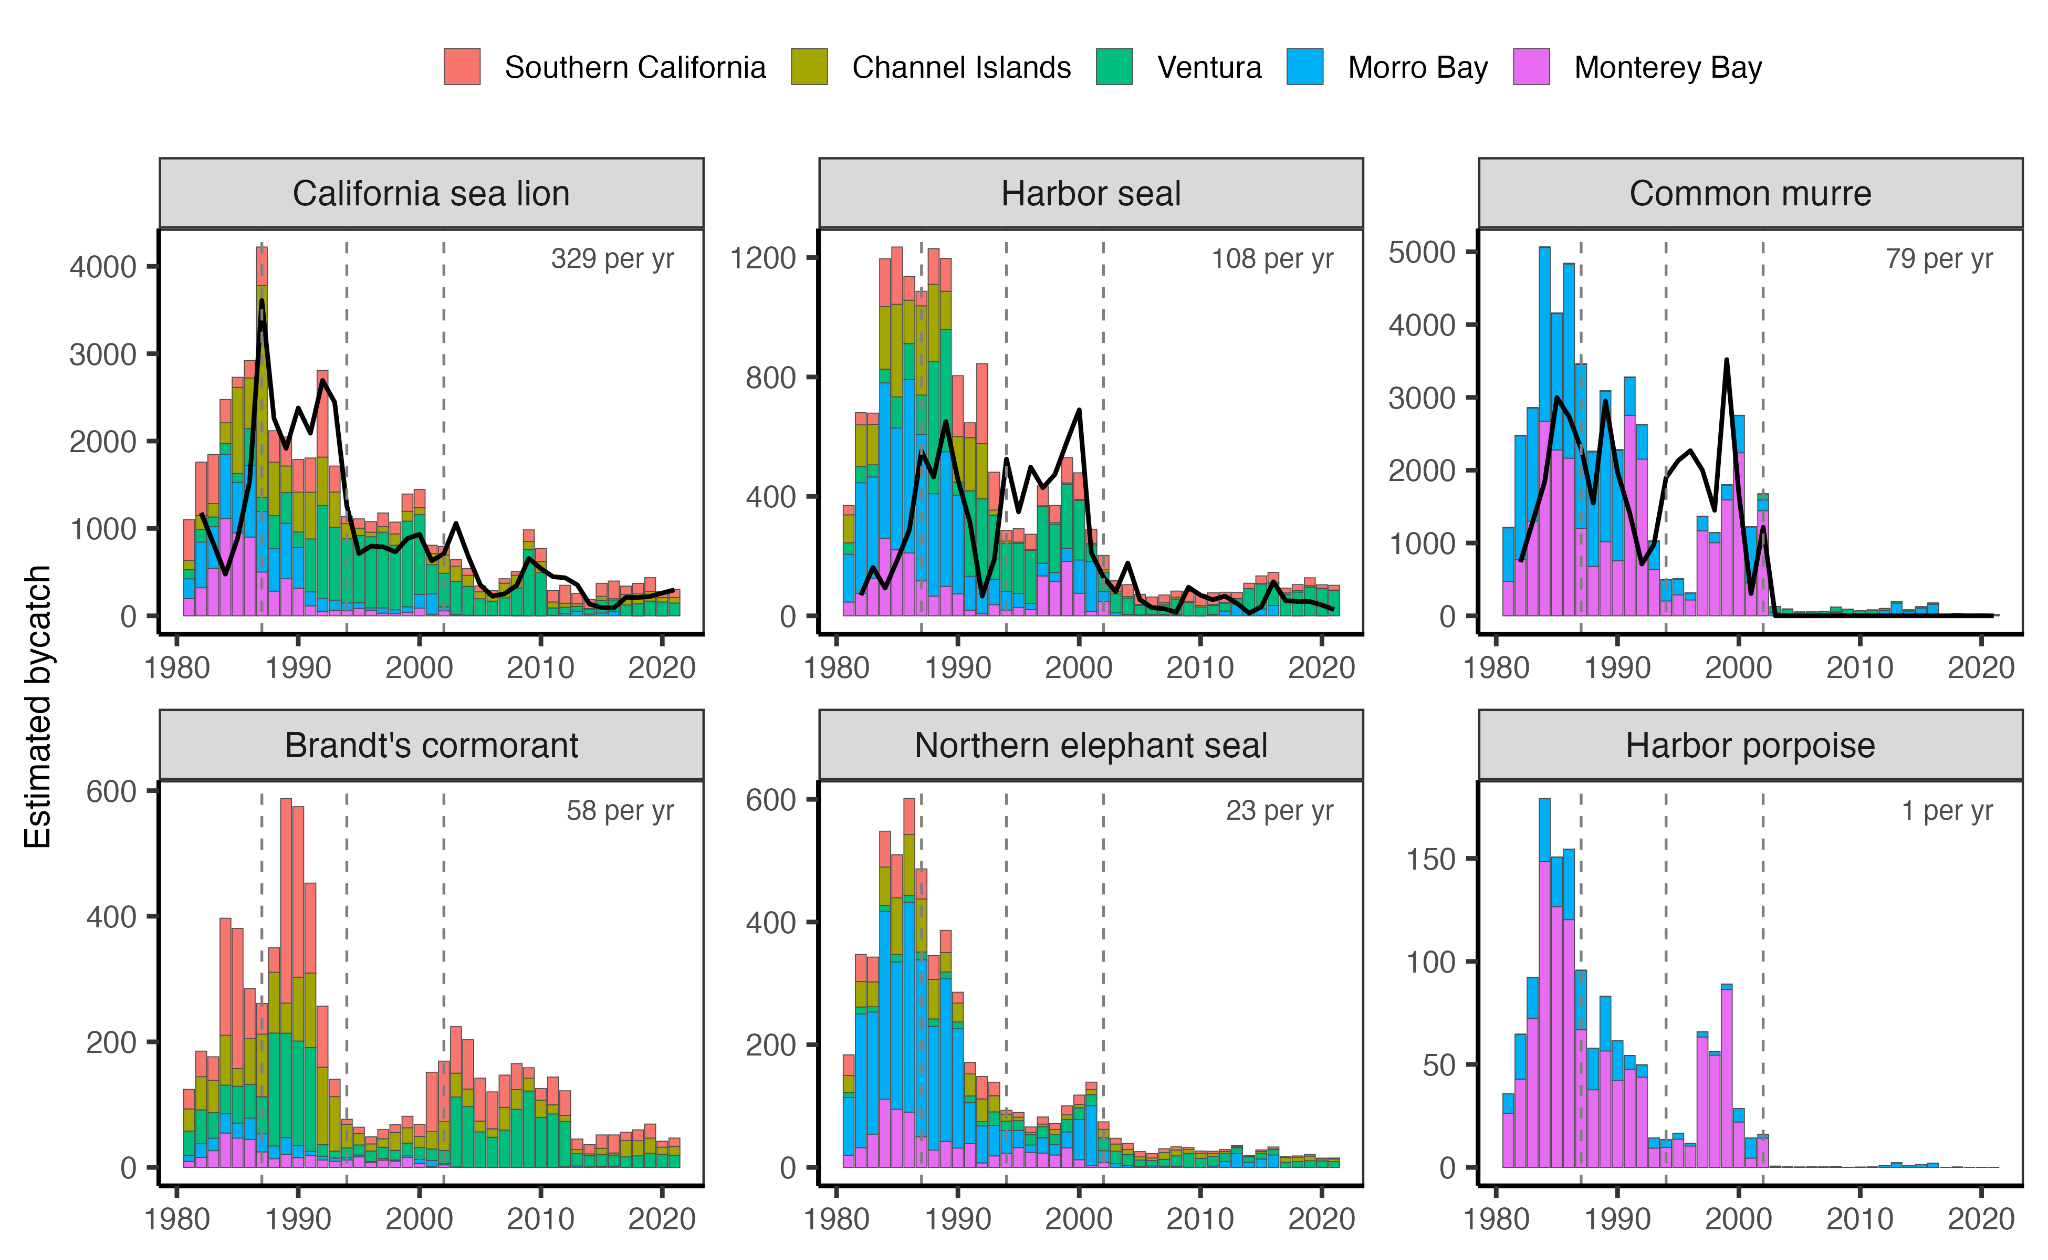 Southern California Channel Islands Ventura Morro Bay Monterey Bay
Estimated bycatch
California sea lion
329 per yr
4000
3000
2000
1000
0
1980 1990 2000 2010 2020
Harbor seal
108 per yr
1200
800
400
0
1980 1990 2000 2010 2020
Common murre
79 per yr
5000
4000
3000
2000
1000
0
1980 1990 2000 2010 2020
Brandt's cormorant
58 per yr
600
400
200
0
1980 1990 2000 2010 2020
Northern elephant seal
23 per yr
600
400
200
0
1980 1990 2000 2010 2020
Harbor porpoise
1 per yr
150
100
50
0
1980 1990 2000 2010 2020